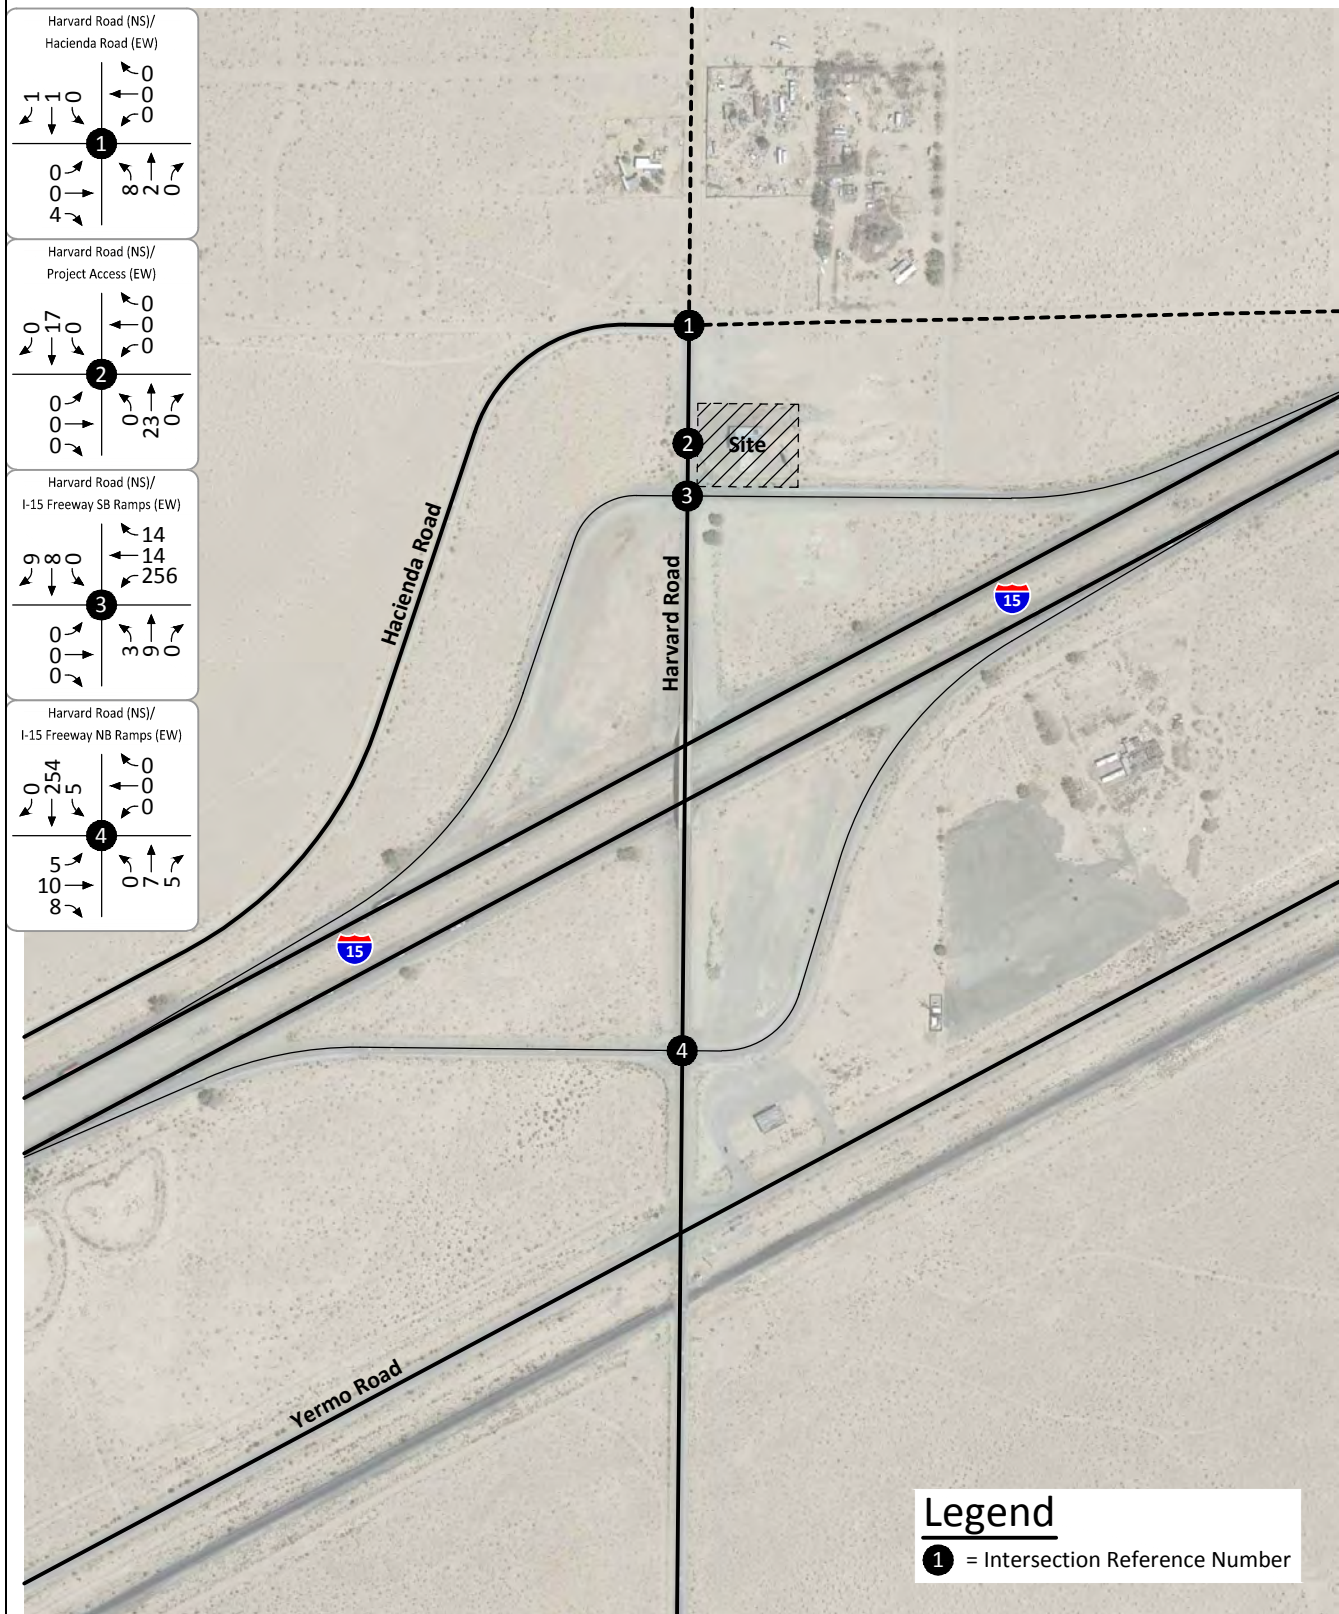 Harvard Road (NS)/
Hacienda Road (EW)
1 1 0
0
0
0
1
0
0
4
8 2 0
Harvard Road (NS)/
Project Access (EW)
0 17 0
0
0
0
2
0
0
0
0 23 0
Harvard Road (NS)/
I-15 Freeway SB Ramps (EW)
9 8 0
14
14
256
3
0
0
0
3 9 0
Harvard Road (NS)/
I-15 Freeway NB Ramps (EW)
0 254 5
0
0
0
4
5
10
8
0 7 5
1
2
Site
3
Hacienda Road
Harvard Road
15
15
4
Yermo Road
Legend
1 = Intersection Reference Number